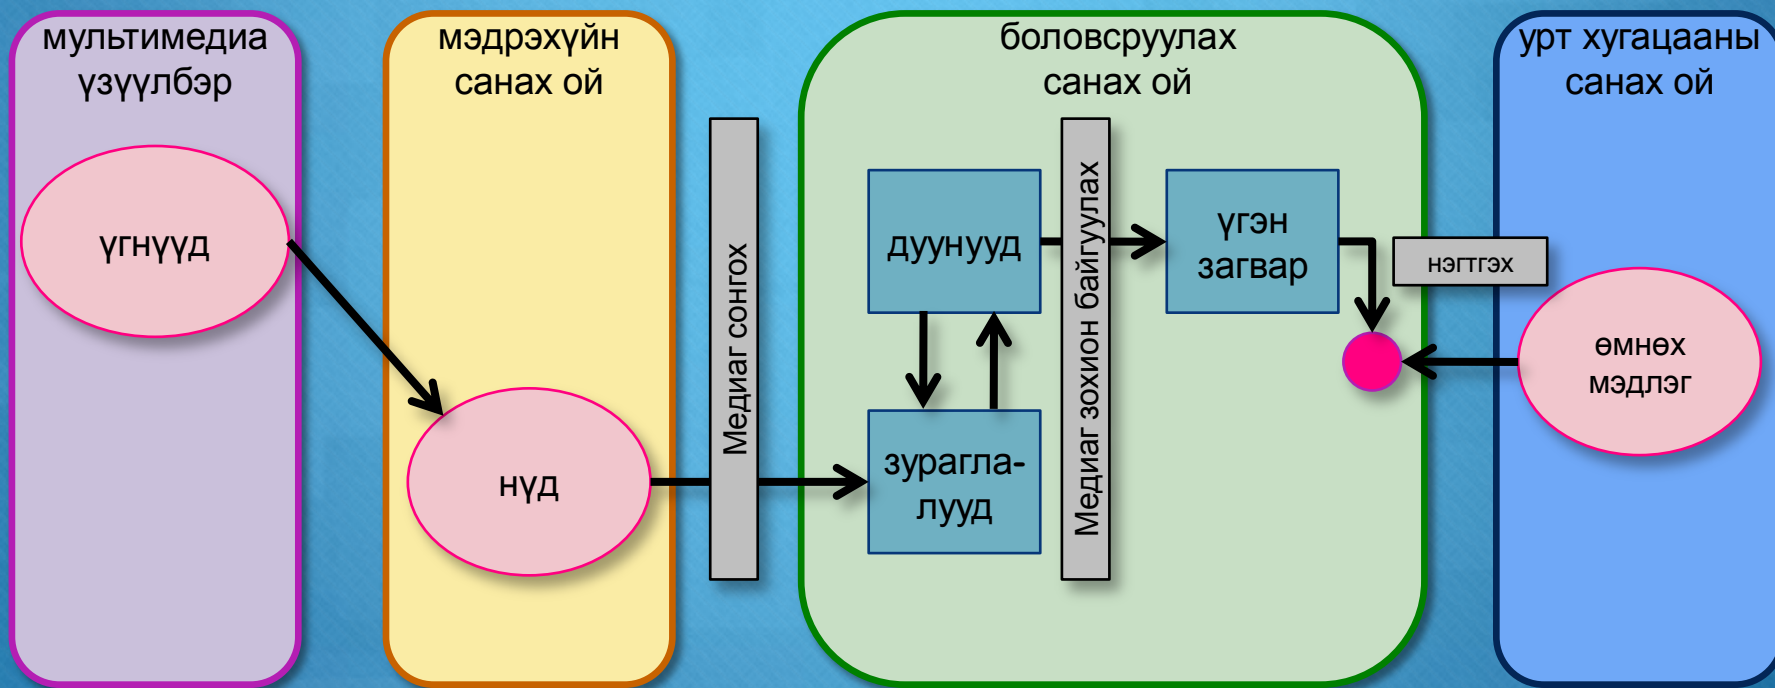 мультимедиа
үзүүлбэр
мэдрэхүйн
санах ой
боловсруулах
санах ой
урт хугацааны
санах ой
үгнүүд
нүд
Медиаг сонгох
дуунууд
зурагла-
лууд
Медиаг зохион байгуулах
үгэн
загвар
нэгтгэх
өмнөх
мэдлэг